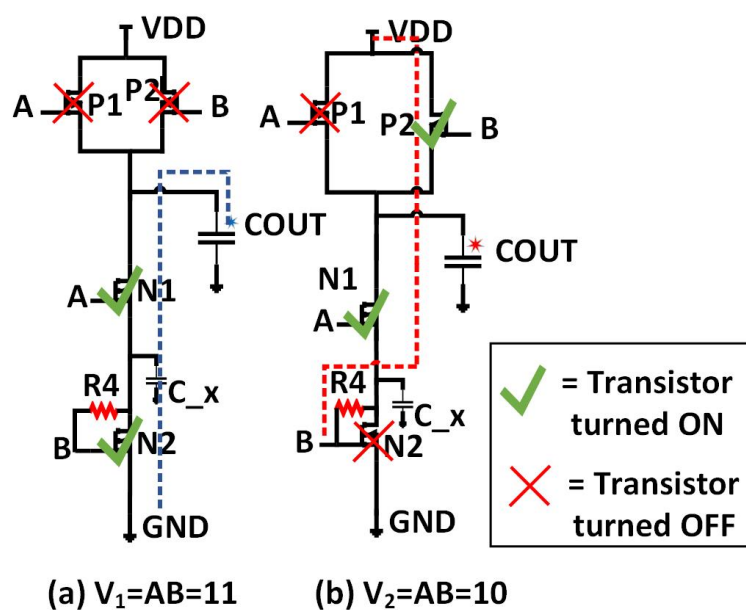 VDD
A P1 P2 B
COUT
A N1
R4 C_x
B N2
GND
(a) V₁=AB=11
VDD
A P1 P2 B
COUT
N1
A
R4 C_x
B N2
GND
(b) V₂=AB=10
= Transistor
turned ON
= Transistor
turned OFF